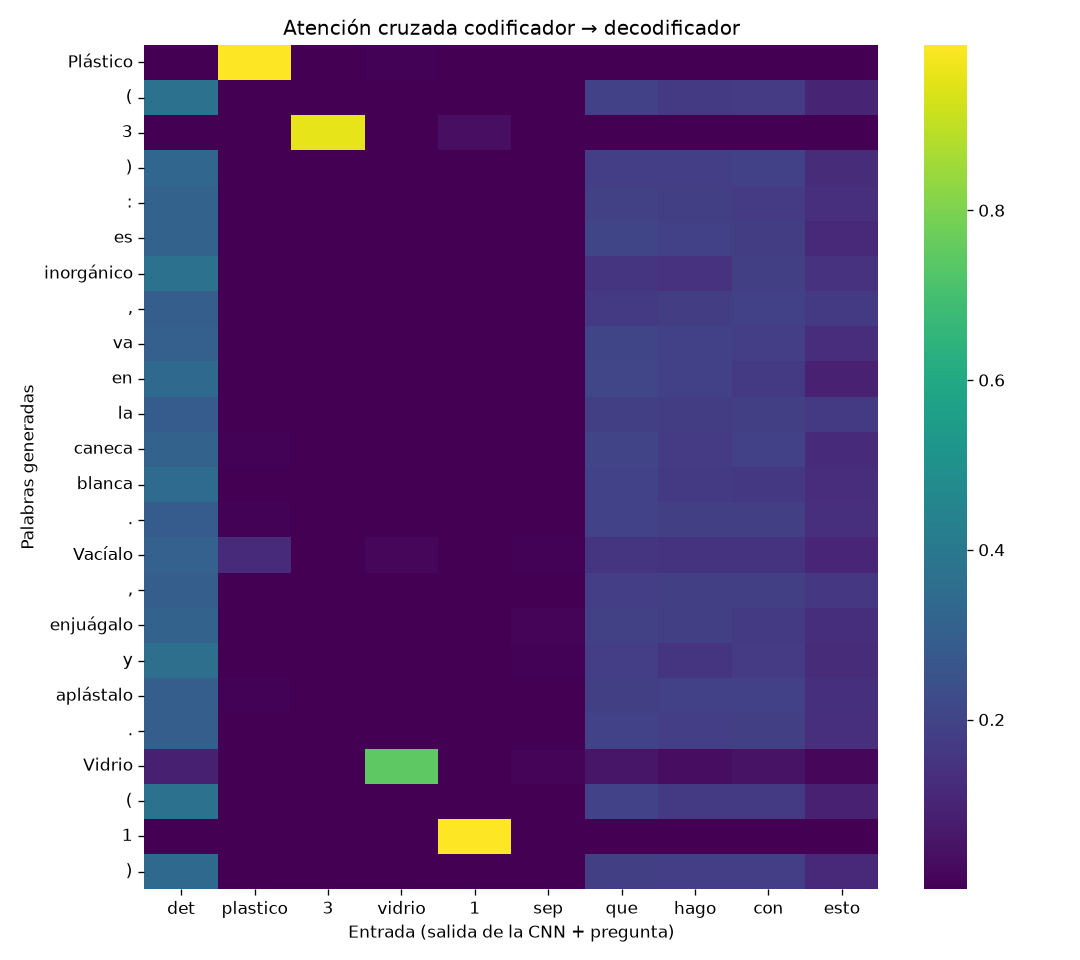 Atención cruzada codificador → decodificador
Palabras generadas
Plástico
(
3
)
:
es
inorgánico
,
va
en
la
caneca
blanca
.
Vacíalo
,
enjuágalo
y
aplástalo
.
Vidrio
(
1
)
det plastico 3 vidrio 1 sep que hago con esto
Entrada (salida de la CNN + pregunta)
0.8
0.6
0.4
0.2